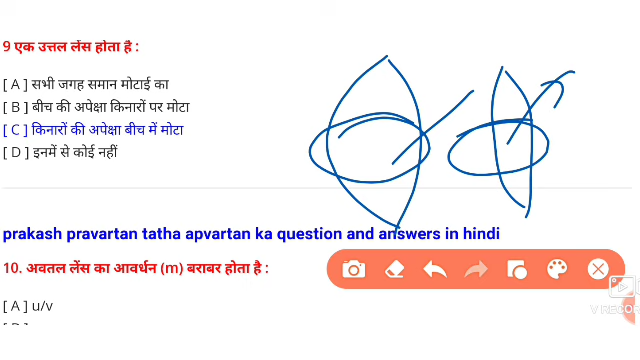 9 एक उत्तल लेंस होता है :
[ A ] सभी जगह समान मोटाई का
[ B ] बीच की अपेक्षा किनारों पर मोटा
[ C ] किनारों की अपेक्षा बीच में मोटा
[ D ] इनमें से कोई नहीं
prakash pravartan tatha apvartan ka question and answers in hindi
10. अवतल लेंस का आवर्धन (m) बराबर होता है :
[ A ] u/v
V RECOR